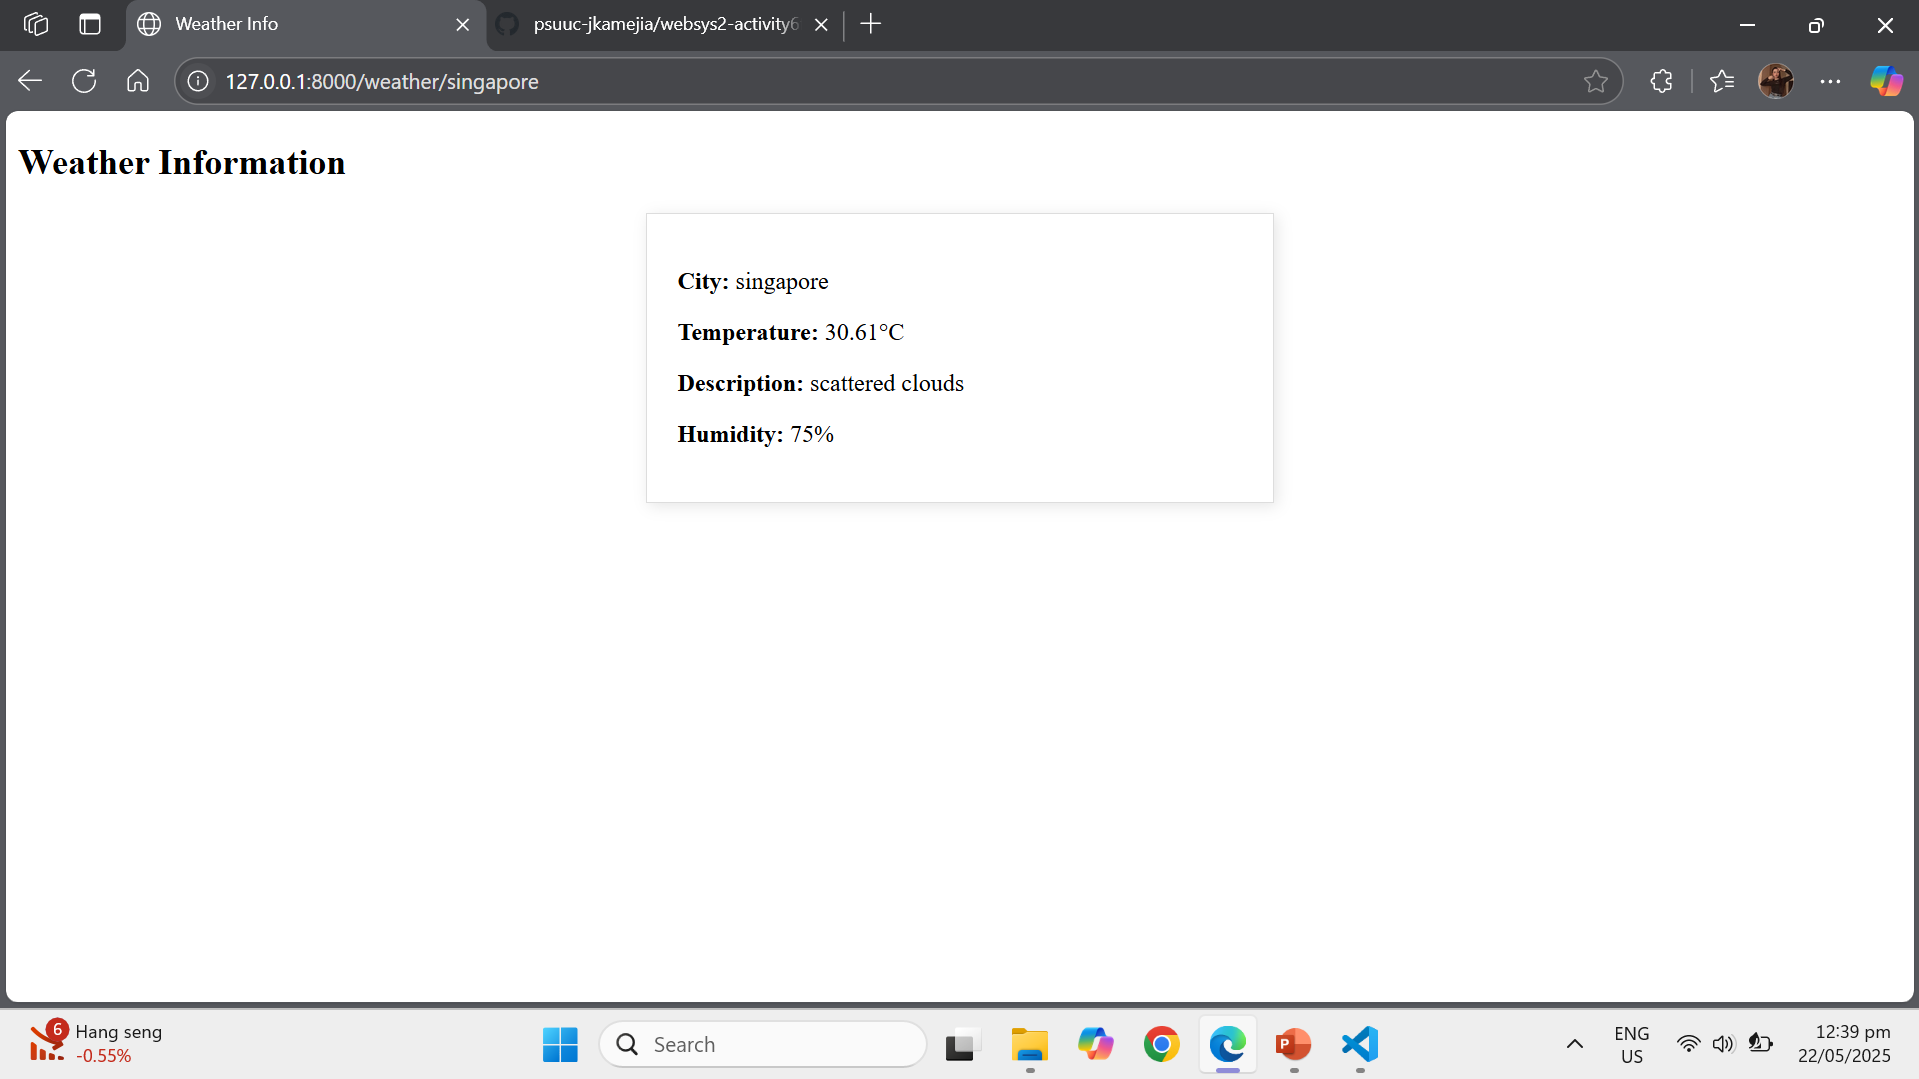 Weather Info
psuuc-jkamejia/websys2-activity6
127.0.0.1:8000/weather/singapore
Weather Information
City: singapore
Temperature: 30.61°C
Description: scattered clouds
Humidity: 75%
6
Hang seng
-0.55%
Search
P
ENG
US
12:39 pm
22/05/2025